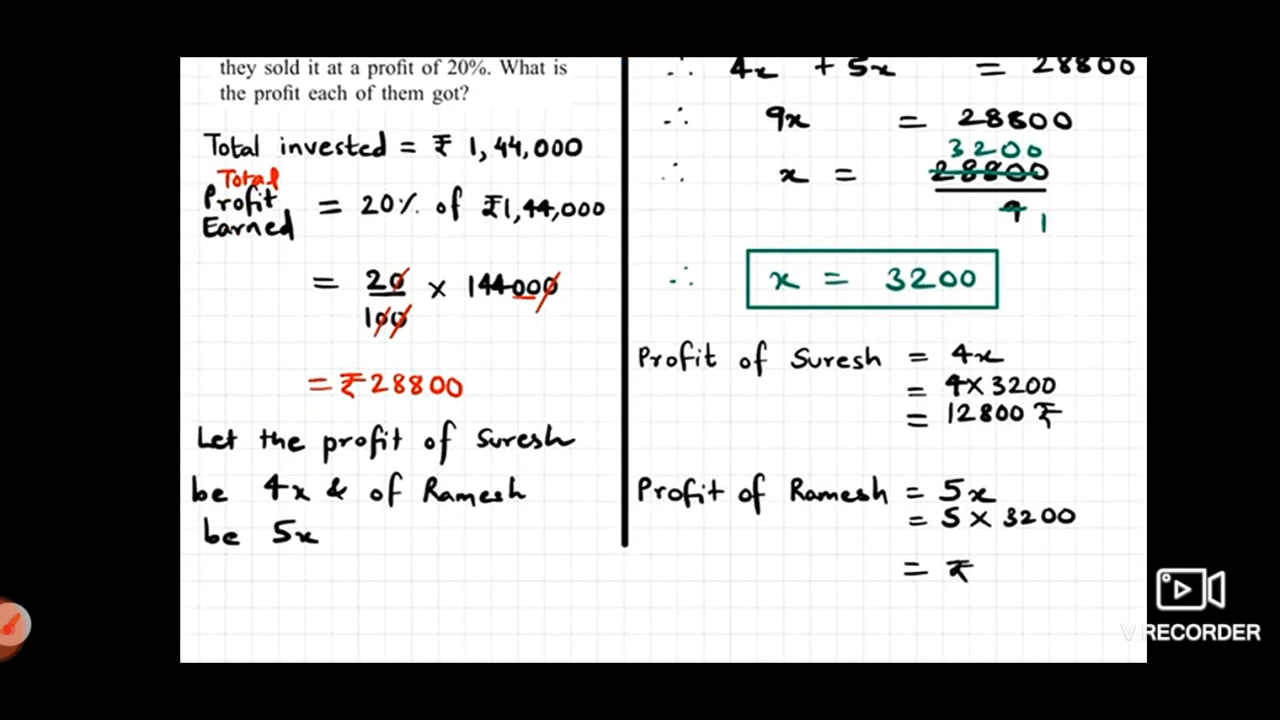 they sold it at a profit of 20%. What is
the profit each of them got?
Total invested = ₹ 1,44,000
Total
Profit
Earned = 20% of ₹1,44,000
= 20/100 × 144000
= ₹28800
Let the profit of Suresh
be 4x & of Ramesh
be 5x
∴ 4x + 5x = 28800
∴ 9x = 28800
3200
∴ x = 28800/9
1
∴ x = 3200
Profit of Suresh = 4x
= 4×3200
= 12800 ₹
Profit of Ramesh = 5x
= 5 × 3200
= ₹
V RECORDER